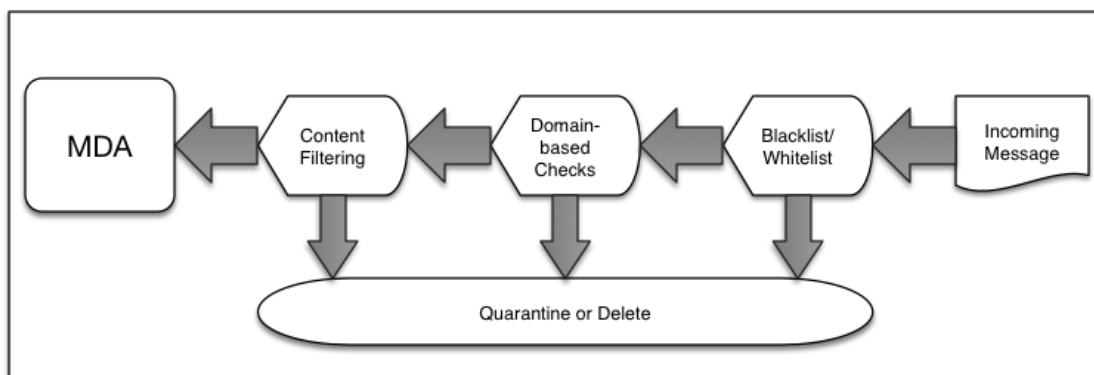 MDA
Content
Filtering
Domain-
based
Checks
Blacklist/
Whitelist
Incoming
Message
Quarantine or Delete